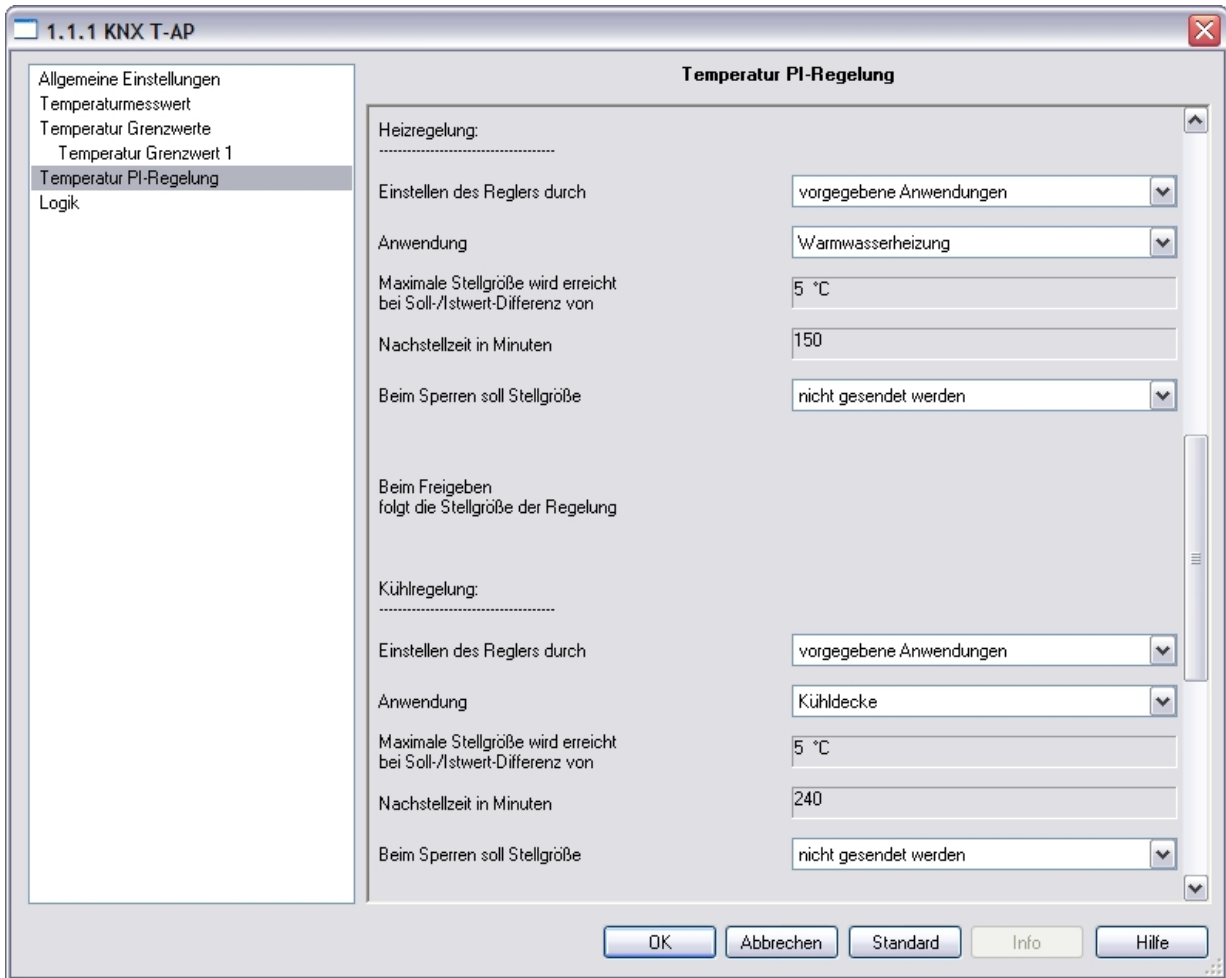 1.1.1 KNX T-AP
Allgemeine Einstellungen
Temperaturmesswert
Temperatur Grenzwerte
Temperatur Grenzwert 1
Temperatur PI-Regelung
Logik
Temperatur PI-Regelung
Heizregelung:
-----------------------------------
Einstellen des Reglers durch
vorgegebene Anwendungen
Anwendung
Warmwasserheizung
Maximale Stellgröße wird erreicht
bei Soll-/Istwert-Differenz von
5 °C
Nachstellzeit in Minuten
150
Beim Sperren soll Stellgröße
nicht gesendet werden
Beim Freigeben
folgt die Stellgröße der Regelung
Kühlregelung:
-----------------------------------
Einstellen des Reglers durch
vorgegebene Anwendungen
Anwendung
Kühldecke
Maximale Stellgröße wird erreicht
bei Soll-/Istwert-Differenz von
5 °C
Nachstellzeit in Minuten
240
Beim Sperren soll Stellgröße
nicht gesendet werden
OK
Abbrechen
Standard
Info
Hilfe